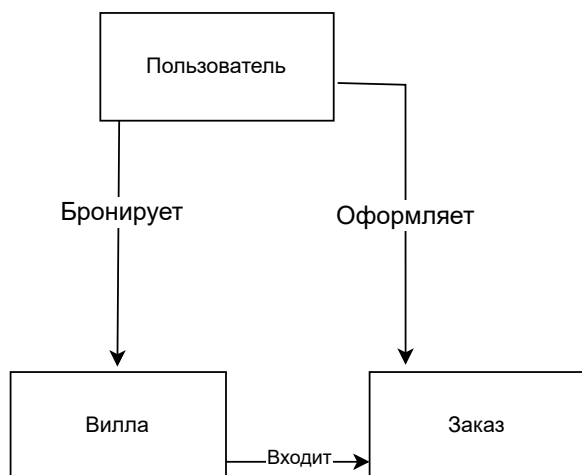 Пользователь
Бронирует
Оформляет
Вилла
Входит
Заказ